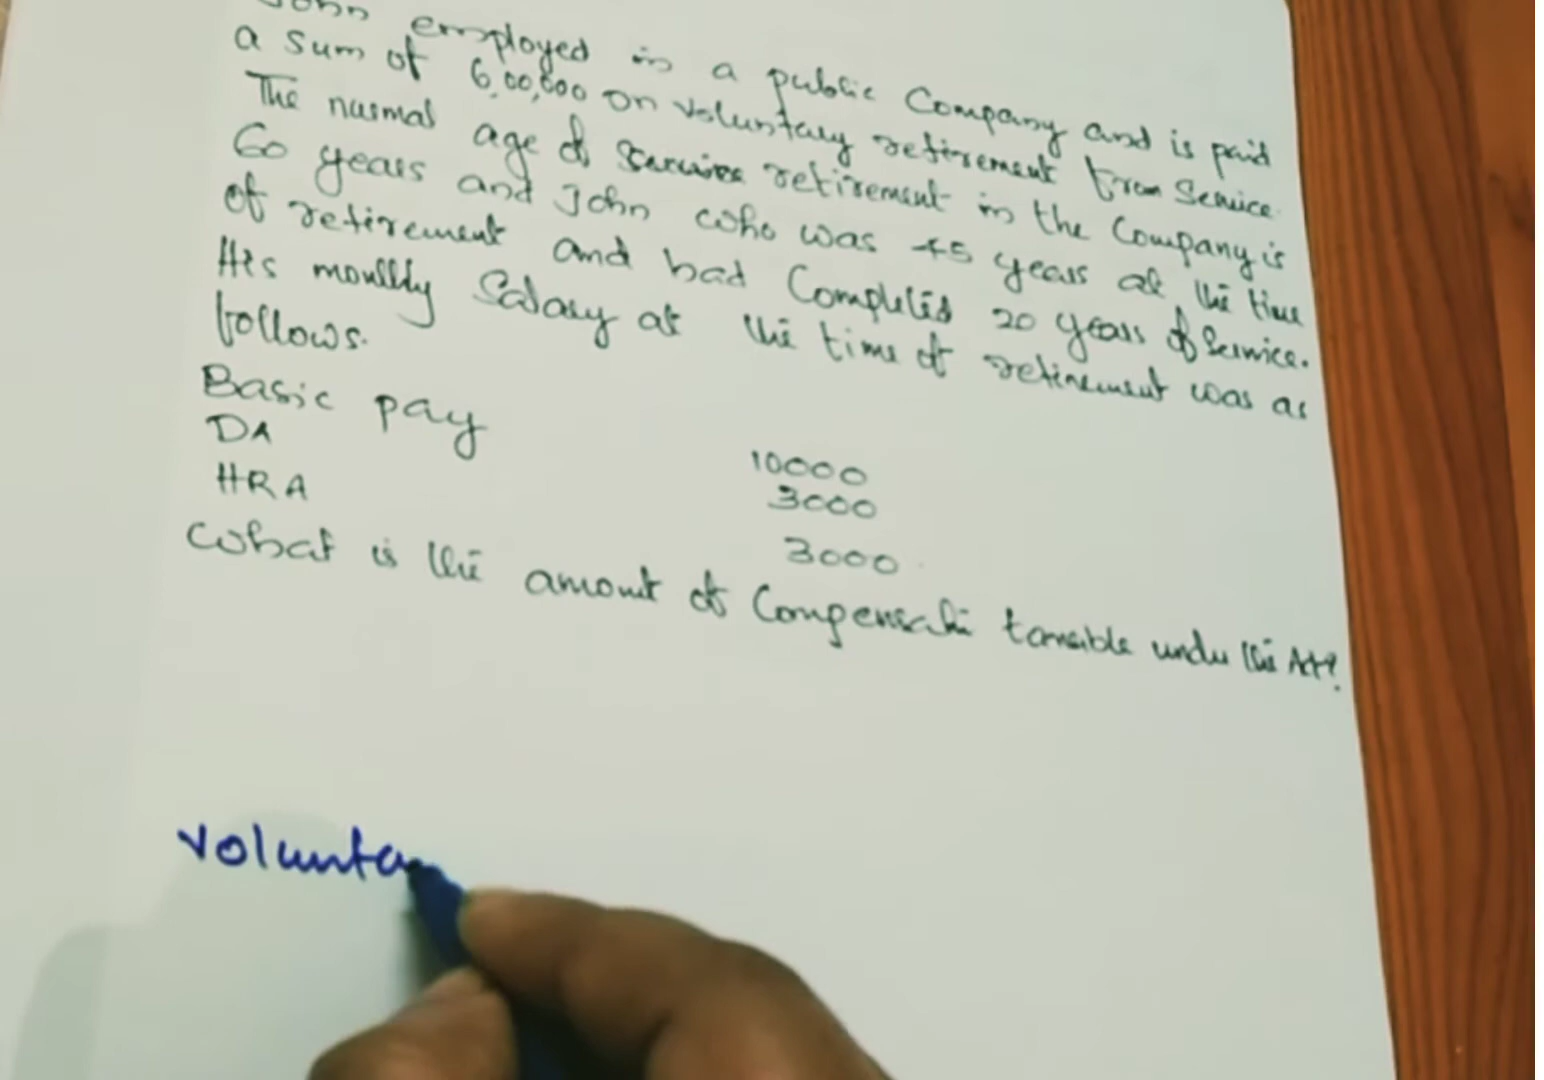 John employed in a public Company and is paid
a sum of 6,00,000 on voluntary retirement from Service
The normal age of Service retirement in the Company is
60 years and John who was 45 years at the time
of retirement and had Completed 20 years of Service.
His monthly Salary at the time of retirement was as
follows.
Basic pay 10000
DA 3000
HRA 3000
What is the amount of Compensati taxable under the Act?
volunta